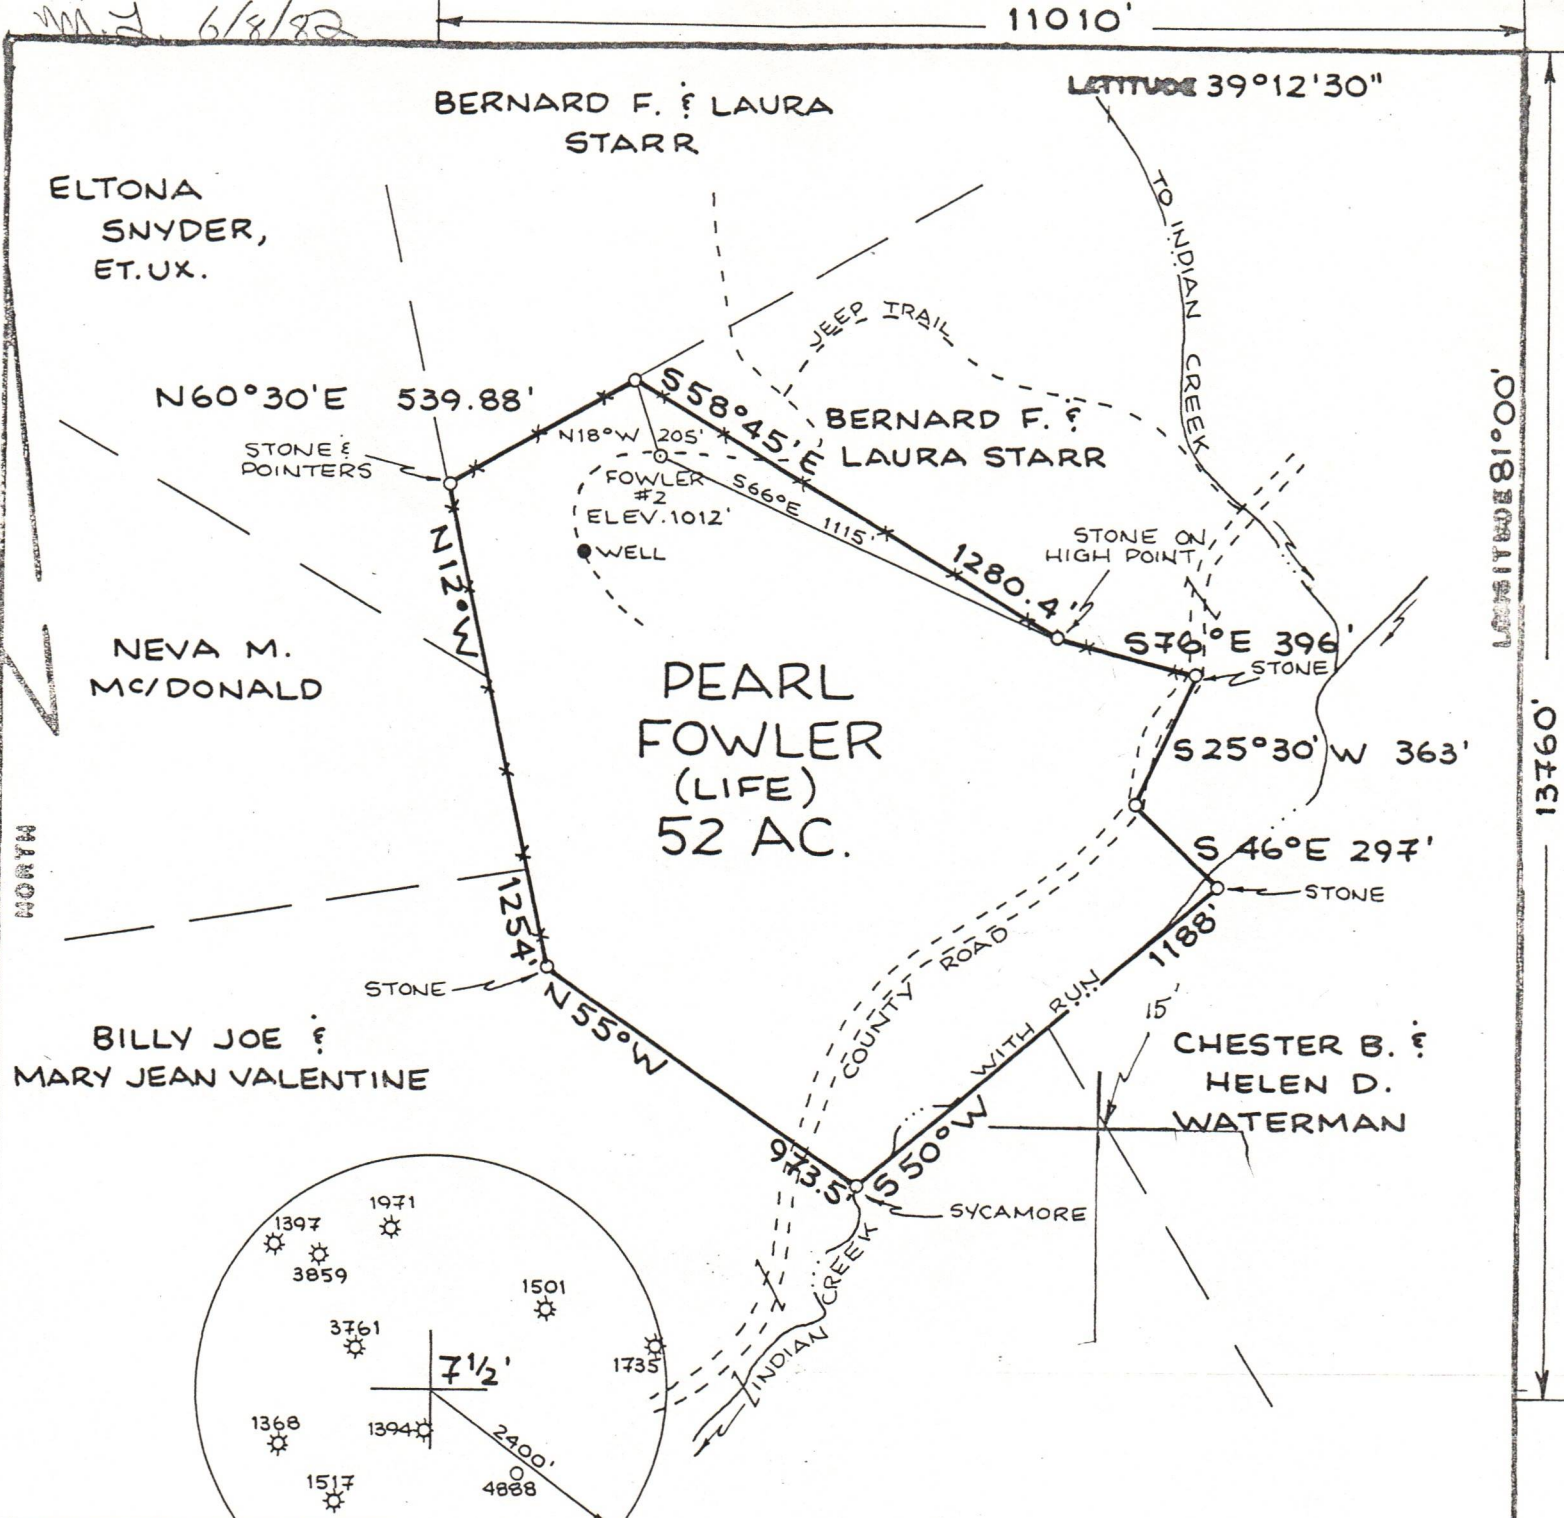 M.L. 6/8/82
11010'
LATITUDE 39°12'30"
BERNARD F. & LAURA
STARR
ELTONA
SNYDER,
ET.UX.
TO INDIAN CREEK
JEEP TRAIL
LONGITUDE
81°00'
N60°30'E 539.88'
S58°45'E
1280.4'
BERNARD F. &
LAURA STARR
STONE &
POINTERS
N18°W 205'
FOWLER
#2
ELEV.1012'
S66°E 1115'
WELL
STONE ON
HIGH POINT
N12°W
1254'
NEVA M.
MC/DONALD
S76°E 396'
STONE
PEARL
FOWLER
(LIFE)
52 AC.
S25°30'W 363'
13760'
NORTH
S 46°E 297'
STONE
1188'
COUNTY ROAD
WITH RUN
S50°W
15'
STONE
N55°W
973.5'
BILLY JOE &
MARY JEAN VALENTINE
CHESTER B. &
HELEN D.
WATERMAN
SYCAMORE
INDIAN CREEK
1971
1397
3859
1501
3761
7 1/2'
1735
1368
1394
2400'
1517
4888